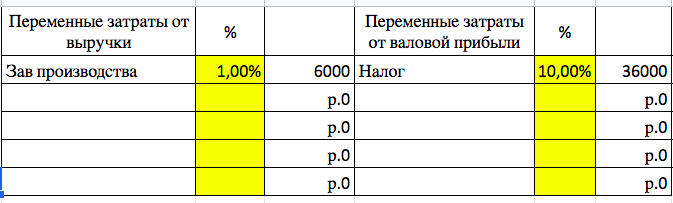 Переменные затраты от % Переменные затраты %
выручки от валовой прибыли
Зав производства 1,00% 6000 Налог 10,00% 36000
р.0 р.0
р.0 р.0
р.0 р.0
р.0 р.0